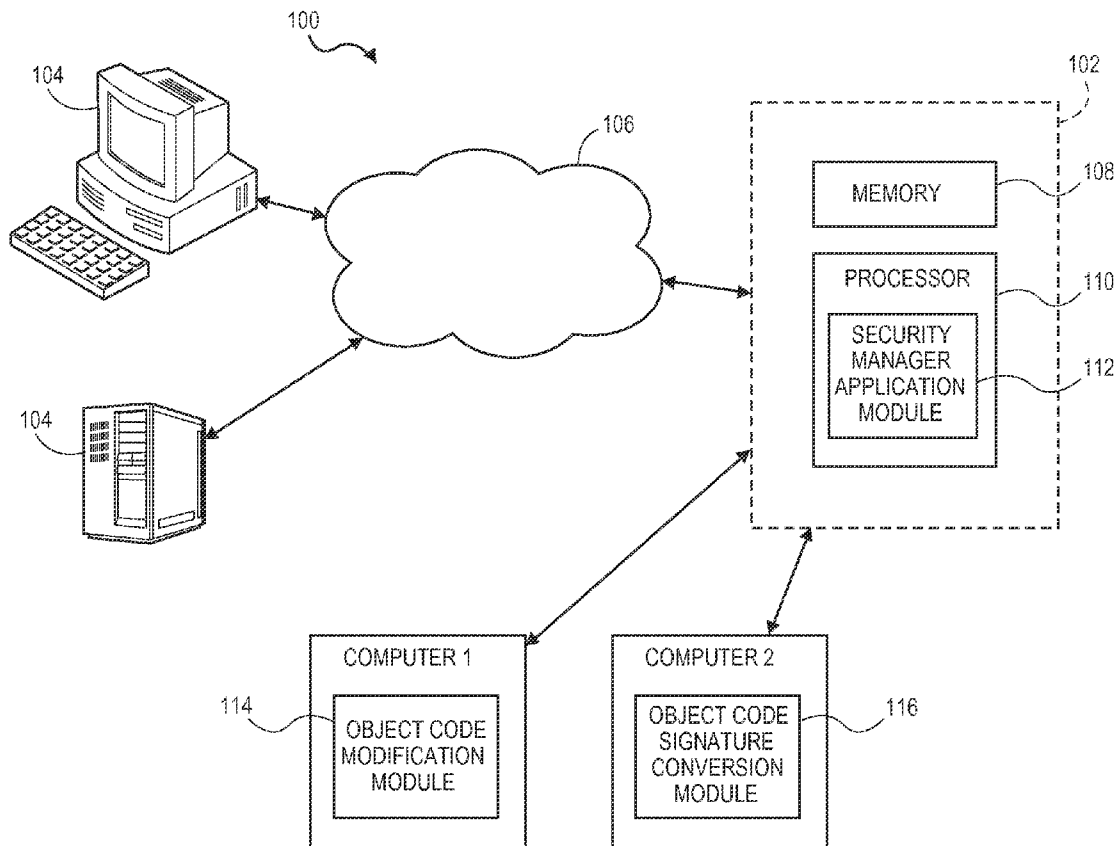 100
104
106
102
MEMORY
108
PROCESSOR
110
SECURITY
MANAGER
APPLICATION
MODULE
112
104
COMPUTER 1
114
OBJECT CODE
MODIFICATION
MODULE
COMPUTER 2
OBJECT CODE
SIGNATURE
CONVERSION
MODULE
116